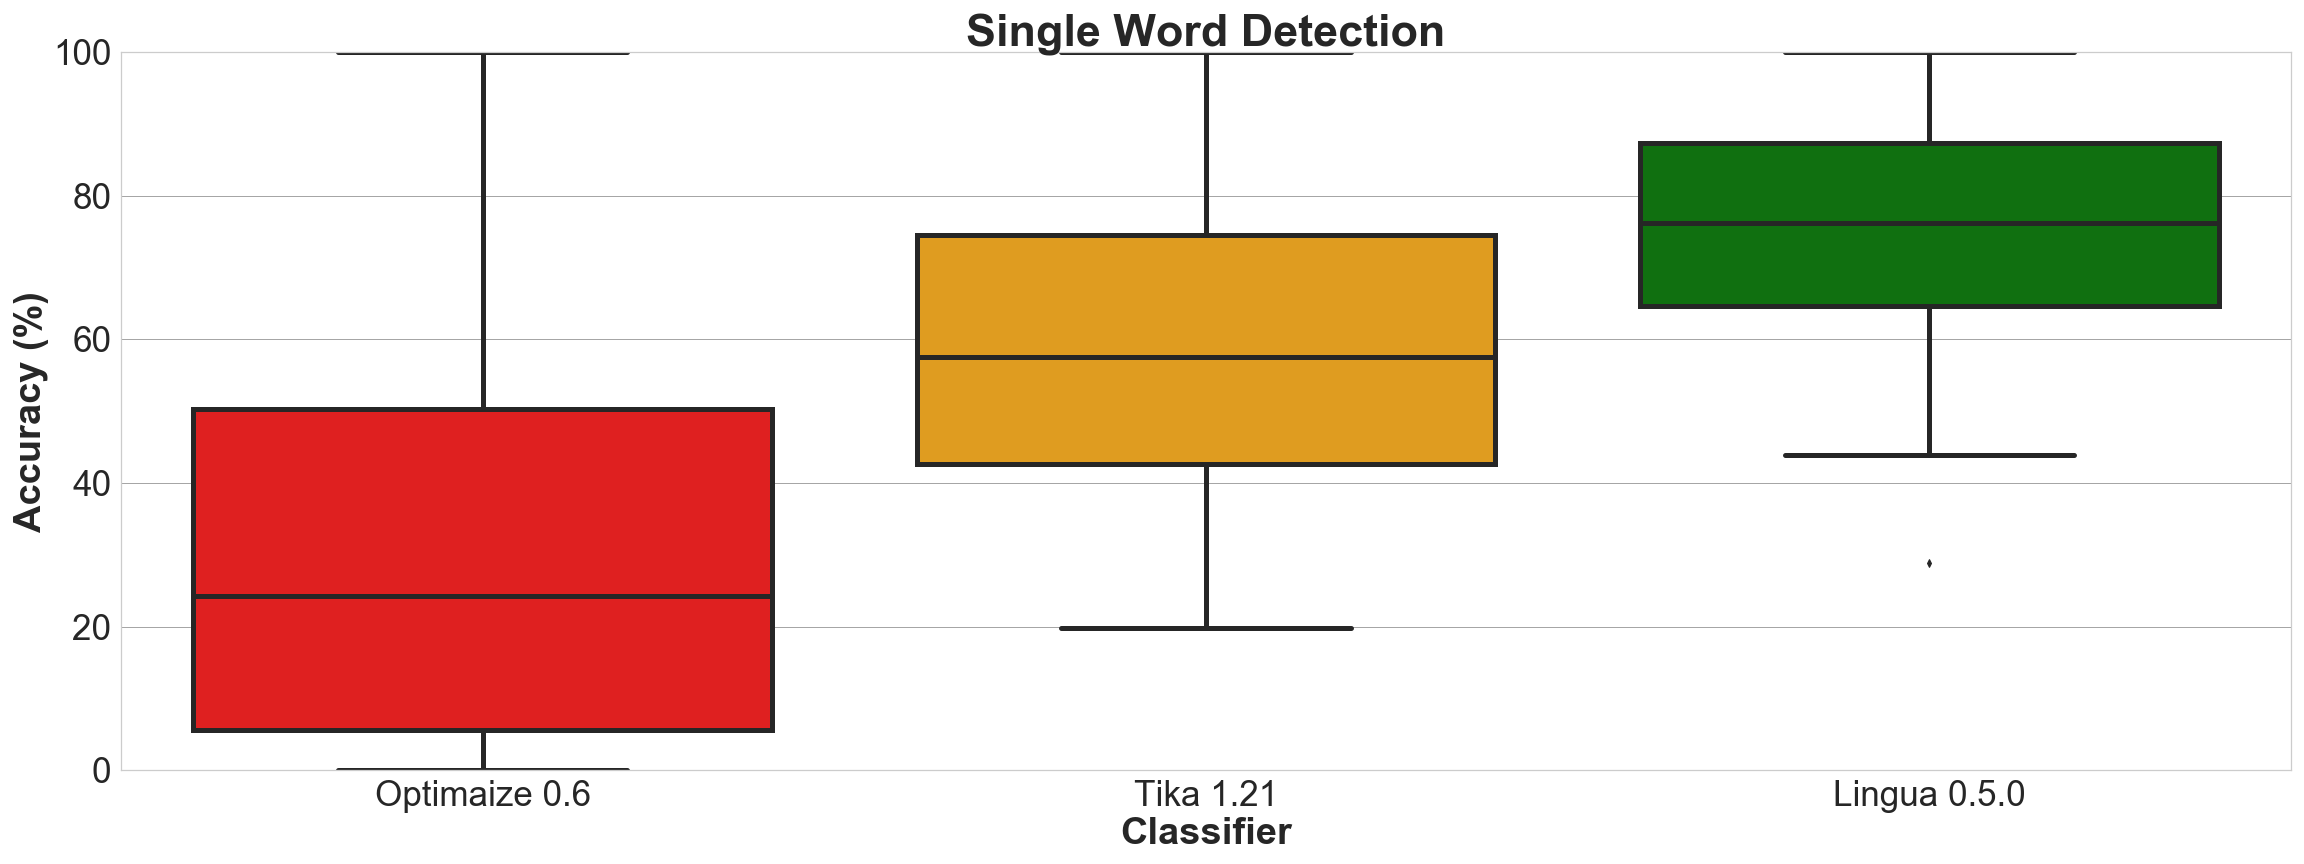 Single Word Detection
100
80
60
40
20
0
Accuracy (%)
Optimaize 0.6
Tika 1.21
Lingua 0.5.0
Classifier